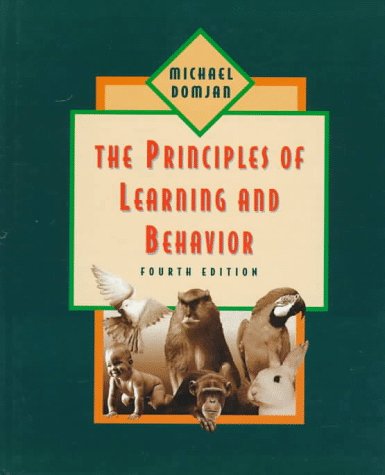 MICHAEL
DOMJAN
THE PRINCIPLES OF
LEARNING AND
BEHAVIOR
FOURTH EDITION